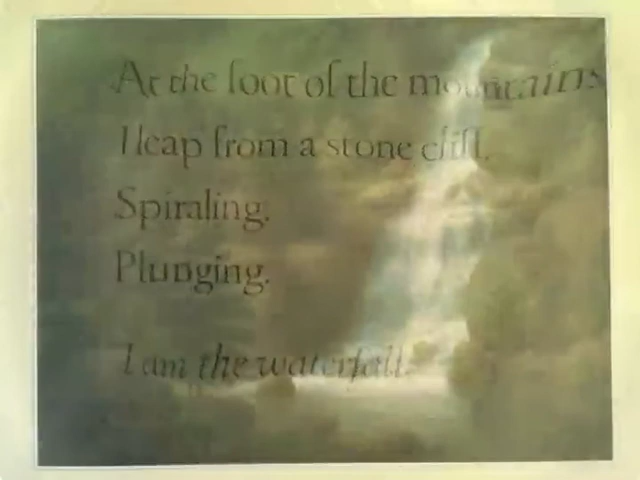 At the foot of the mountains
I leap from a stone cliff.
Spiraling.
Plunging.
I am the waterfall.